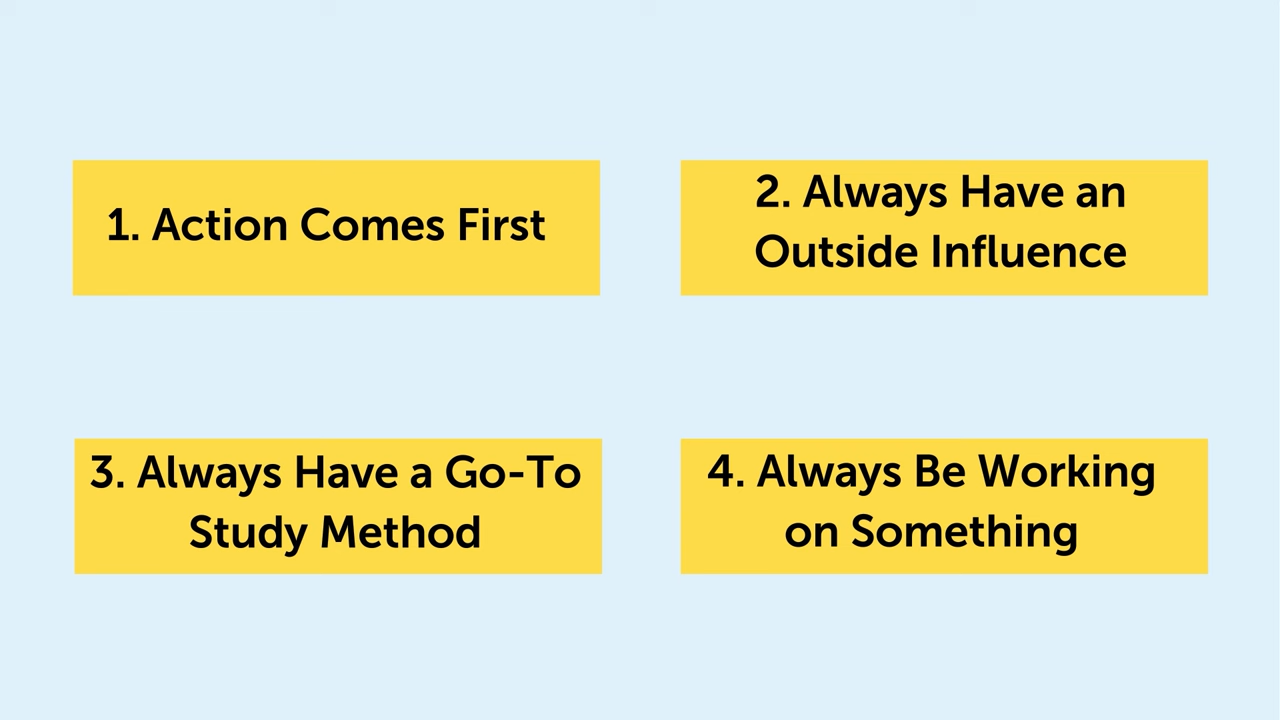 1. Action Comes First
2. Always Have an
Outside Influence
3. Always Have a Go-To
Study Method
4. Always Be Working
on Something